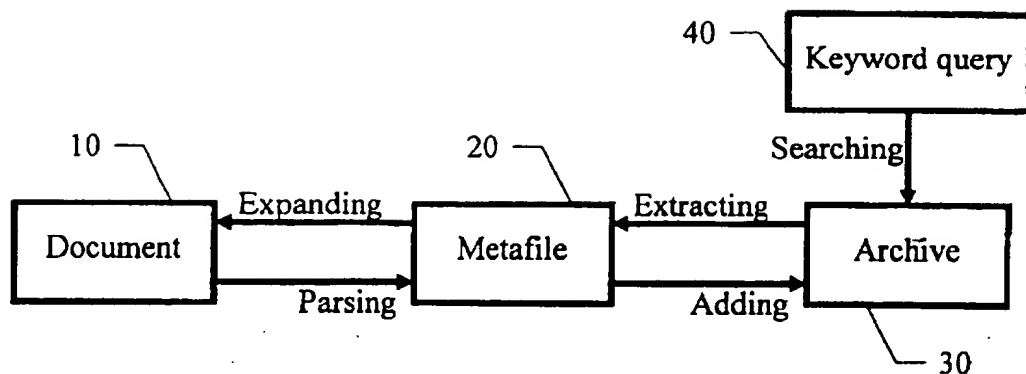 40
Keyword query
Searching
10
20
Expanding
Extracting
Document
Metafile
Archive
Parsing
Adding
30